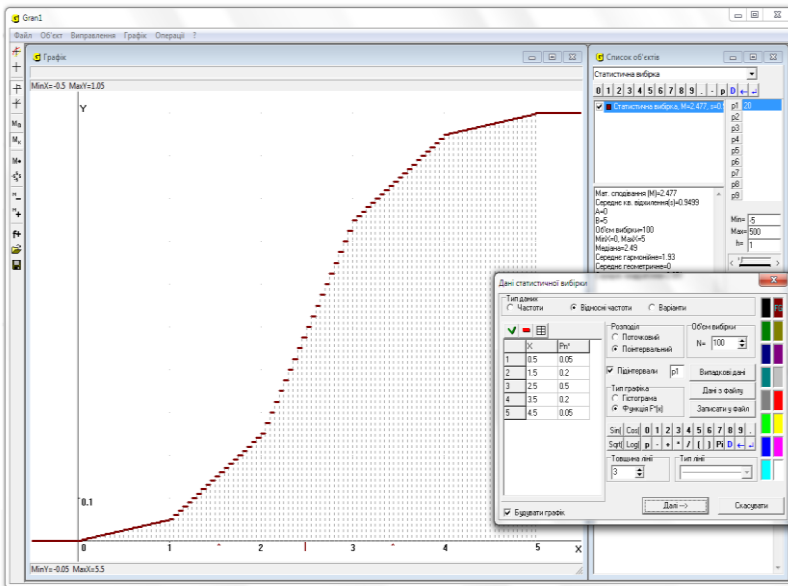 Gran1
Файл Об'єкт Виправлення Графік Операції ?
Графік
MinX=-0.5 MaxY=1.05
Y
0.1
0 1 2 3 4 5 X
MinY=-0.05 MaxX=5.5
Список об'єктів
Статистична вибірка
0 1 2 3 4 5 6 7 8 9 . - p D
Статистична вибірка, M=2.477, s=0.9
p1 20
p2
p3
p4
p5
p6
p7
p8
p9
Мат. сподівання (M)=2.477
Середнє кв. відхилення(s)=0.9499
A=0
B=5
Об'єм вибірки=100
MinX=0, MaxX=5
Медіана=2.49
Середнє гармонійне=1.93
Середнє геометричне=0
Min= -5
Max= 500
h= 1
Дані статистичної вибірки
Тип даних
Частоти Відносні частоти Варіанти
X Pn*
1 0.5 0.05
2 1.5 0.2
3 2.5 0.5
4 3.5 0.2
5 4.5 0.05
Будувати графік
Розподіл
Поточковий
Поінтервальний
Об'єм вибірки
N= 100
Підінтервали p1
Тип графіка
Гістограма
Функція F*(x)
Випадкові дані
Дані з файлу
Записати у файл
Sin( Cos( 0 1 2 3 4 5 6 7 8 9 .
Sqrt( Log( p - + * / ( ) Pi D
Товщина лінії
3
Тип лінії
Далі -->
Скасувати